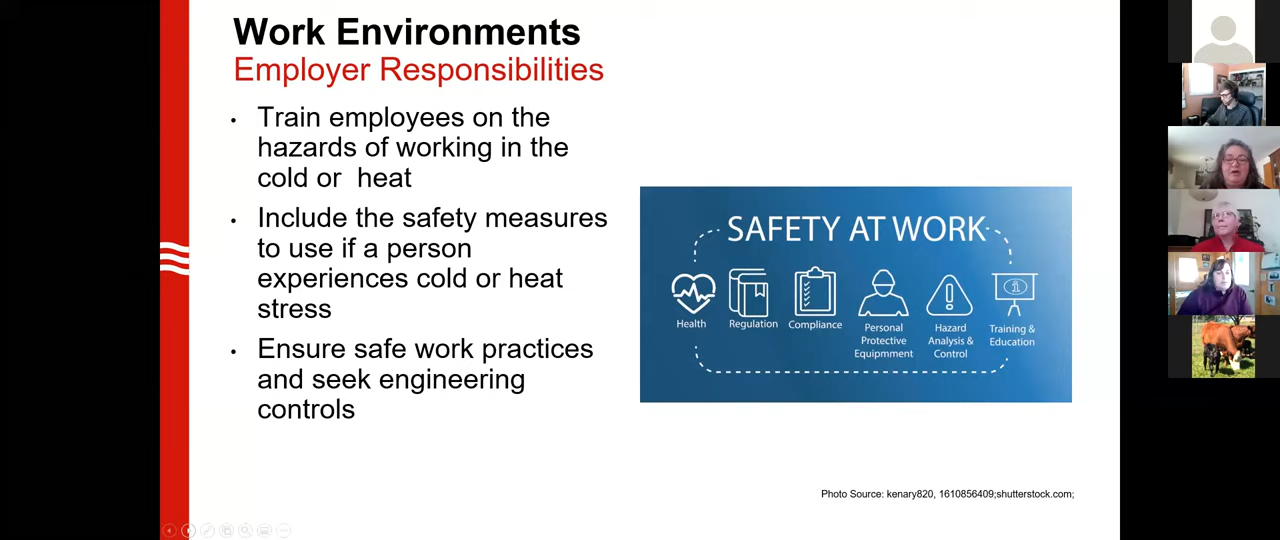 Work Environments
Employer Responsibilities
• Train employees on the
hazards of working in the
cold or  heat
• Include the safety measures
to use if a person
experiences cold or heat
stress
• Ensure safe work practices
and seek engineering
controls
SAFETY AT WORK
Health
Regulation
Compliance
Personal
Protective
Equipmment
Hazard
Analysis &
Control
Training &
Education
Photo Source: kenary820, 1610856409;shutterstock.com;